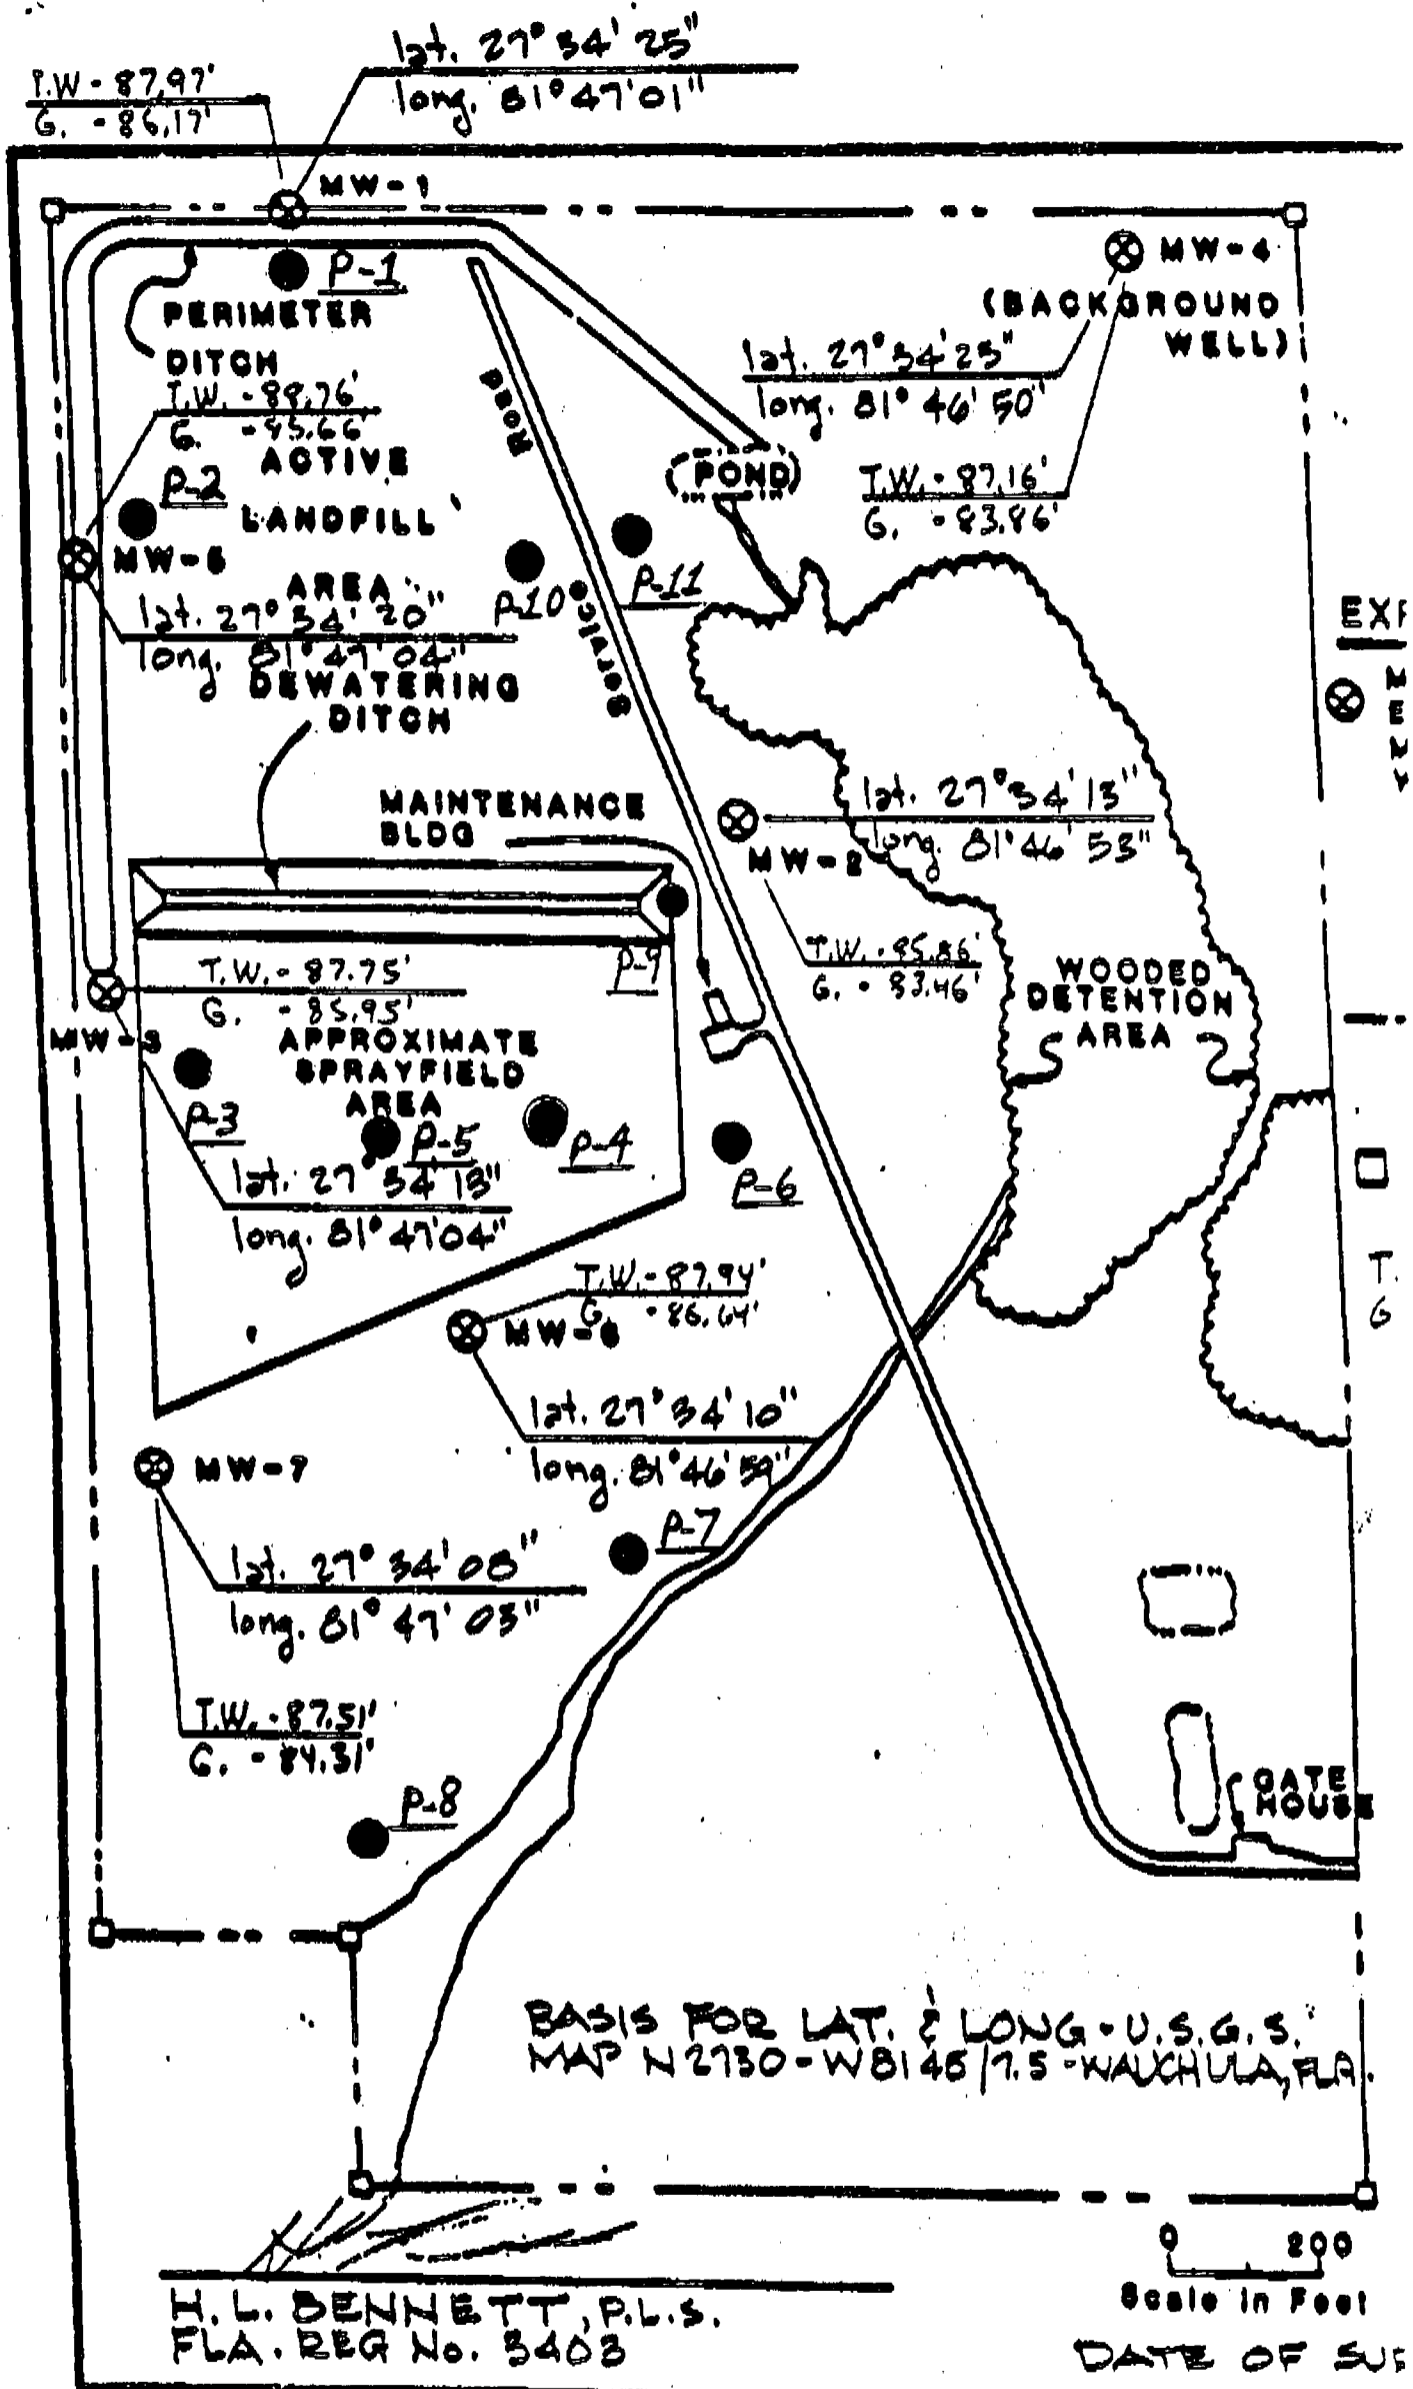 lat. 27° 34' 25"
long. 81° 47' 01"
T.W - 87.97'
G. - 86.17'
MW-1
P-1
MW-4
(BACKGROUND
WELL)
PERIMETER
DITCH
lat. 27° 34' 25"
long. 81° 46' 50"
T.W. - 88.76'
G. - 85.66'
ACTIVE
LANDFILL
AREA
Road
Service
(POND)
T.W. - 87.16'
G. - 83.86'
P-2
MW-5
P-10
P-11
lat. 27° 34' 20"
long. 81° 47' 04"
DEWATERING
DITCH
MAINTENANCE
BLDG
lat. 27° 34' 13"
long. 81° 46' 53"
MW-2
T.W. - 85.86'
G. - 83.46'
P-9
T.W. - 87.75'
G. - 85.95'
MW-3
WOODED
DETENTION
AREA
APPROXIMATE
SPRAYFIELD
AREA
P-3
P-5
P-4
P-6
lat. 27° 34' 13"
long. 81° 47' 04"
T.W. - 87.94'
G. - 86.64'
MW-6
lat. 27° 34' 10"
long. 81° 46' 59"
MW-7
P-7
lat. 27° 34' 08"
long. 81° 47' 03"
T.W. - 87.51'
G. - 84.31'
P-8
GATE
HOUSE
BASIS FOR LAT. & LONG - U.S.G.S.
MAP N2730-W8145/7.5 -WAUCHULA, FLA.
0 200
Scale in Feet
H. L. BENNETT, P.L.S.
FLA. REG No. 3403
DATE OF